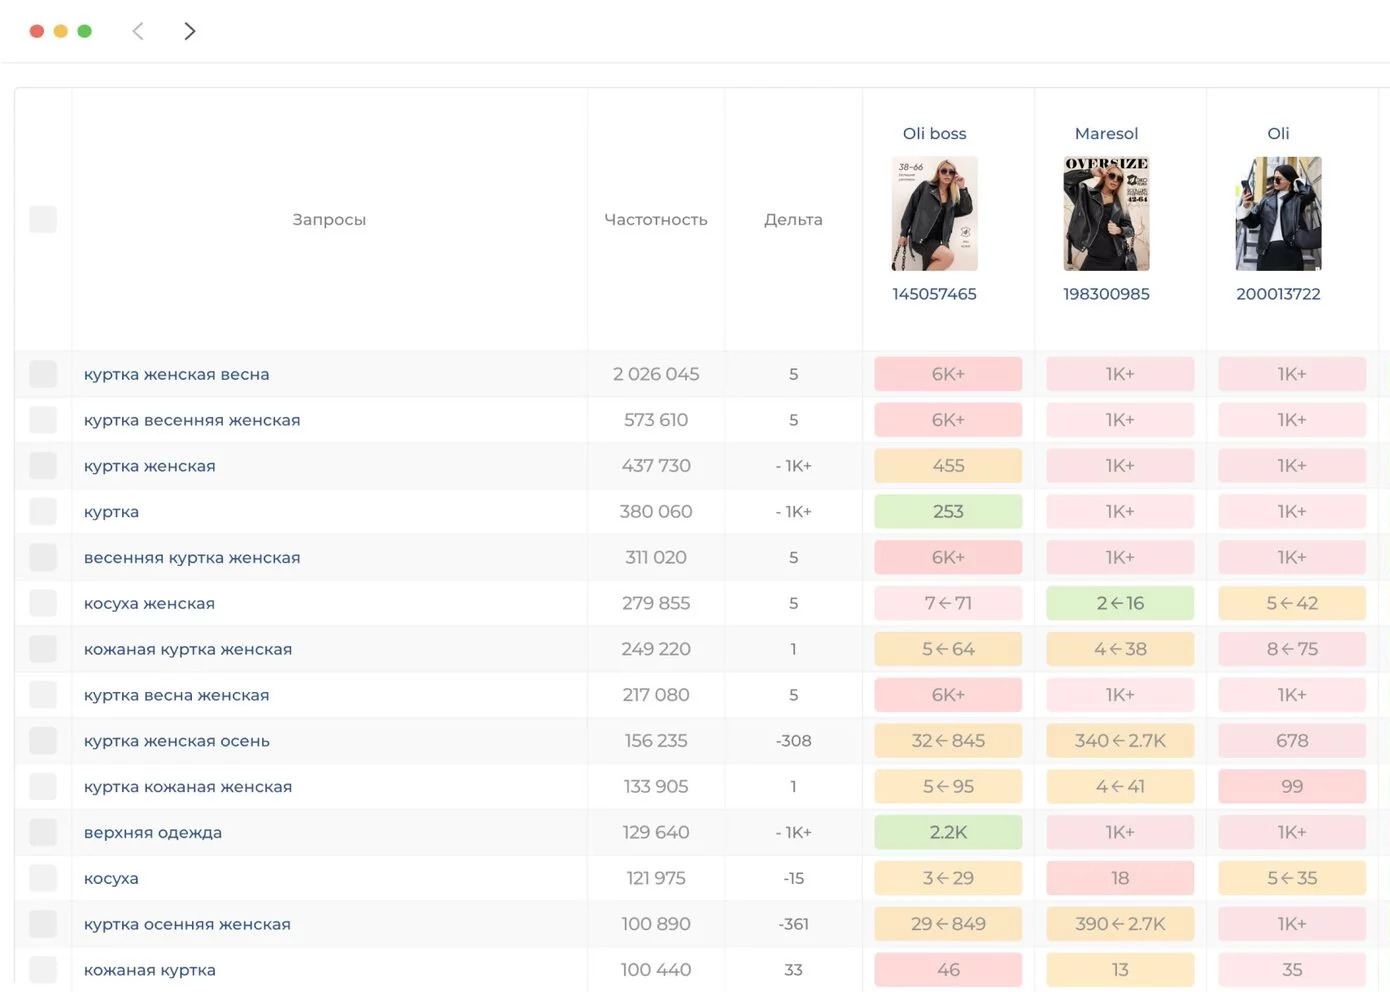 Oli boss
Maresol
Oli
38-66
OVERSIZE
42-64
Запросы
Частотность
Дельта
145057465
198300985
200013722
куртка женская весна 2 026 045 5 6K+ 1K+ 1K+
куртка весенняя женская 573 610 5 6K+ 1K+ 1K+
куртка женская 437 730 - 1K+ 455 1K+ 1K+
куртка 380 060 - 1K+ 253 1K+ 1K+
весенняя куртка женская 311 020 5 6K+ 1K+ 1K+
косуха женская 279 855 5 7←71 2←16 5←42
кожаная куртка женская 249 220 1 5←64 4←38 8←75
куртка весна женская 217 080 5 6K+ 1K+ 1K+
куртка женская осень 156 235 -308 32←845 340←2.7K 678
куртка кожаная женская 133 905 1 5←95 4←41 99
верхняя одежда 129 640 - 1K+ 2.2K 1K+ 1K+
косуха 121 975 -15 3←29 18 5←35
куртка осенняя женская 100 890 -361 29←849 390←2.7K 1K+
кожаная куртка 100 440 33 46 13 35